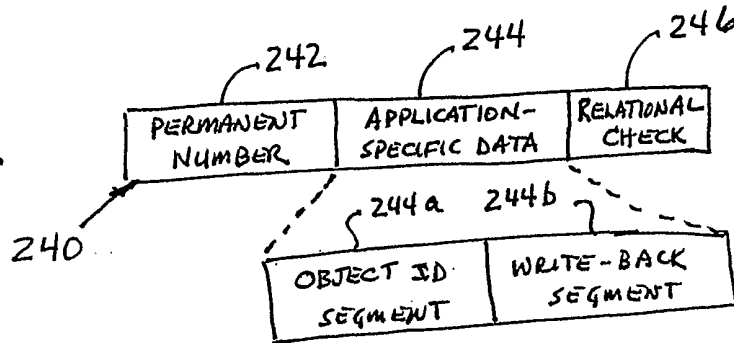 242 244 246
PERMANENT NUMBER
APPLICATION-SPECIFIC DATA
RELATIONAL CHECK
240
244a 244b
OBJECT ID SEGMENT
WRITE-BACK SEGMENT